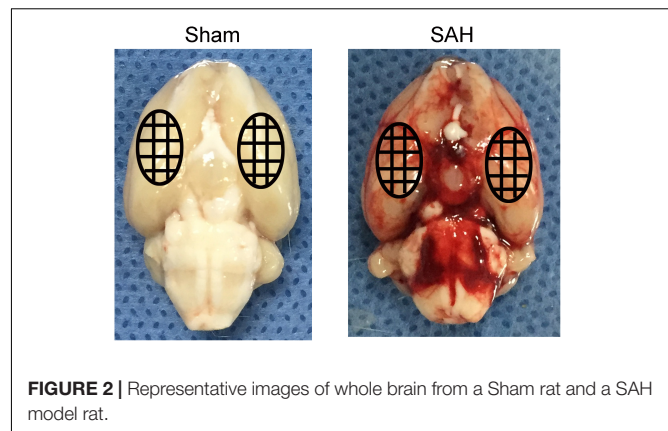 Sham SAH
FIGURE 2 | Representative images of whole brain from a Sham rat and a SAH
model rat.